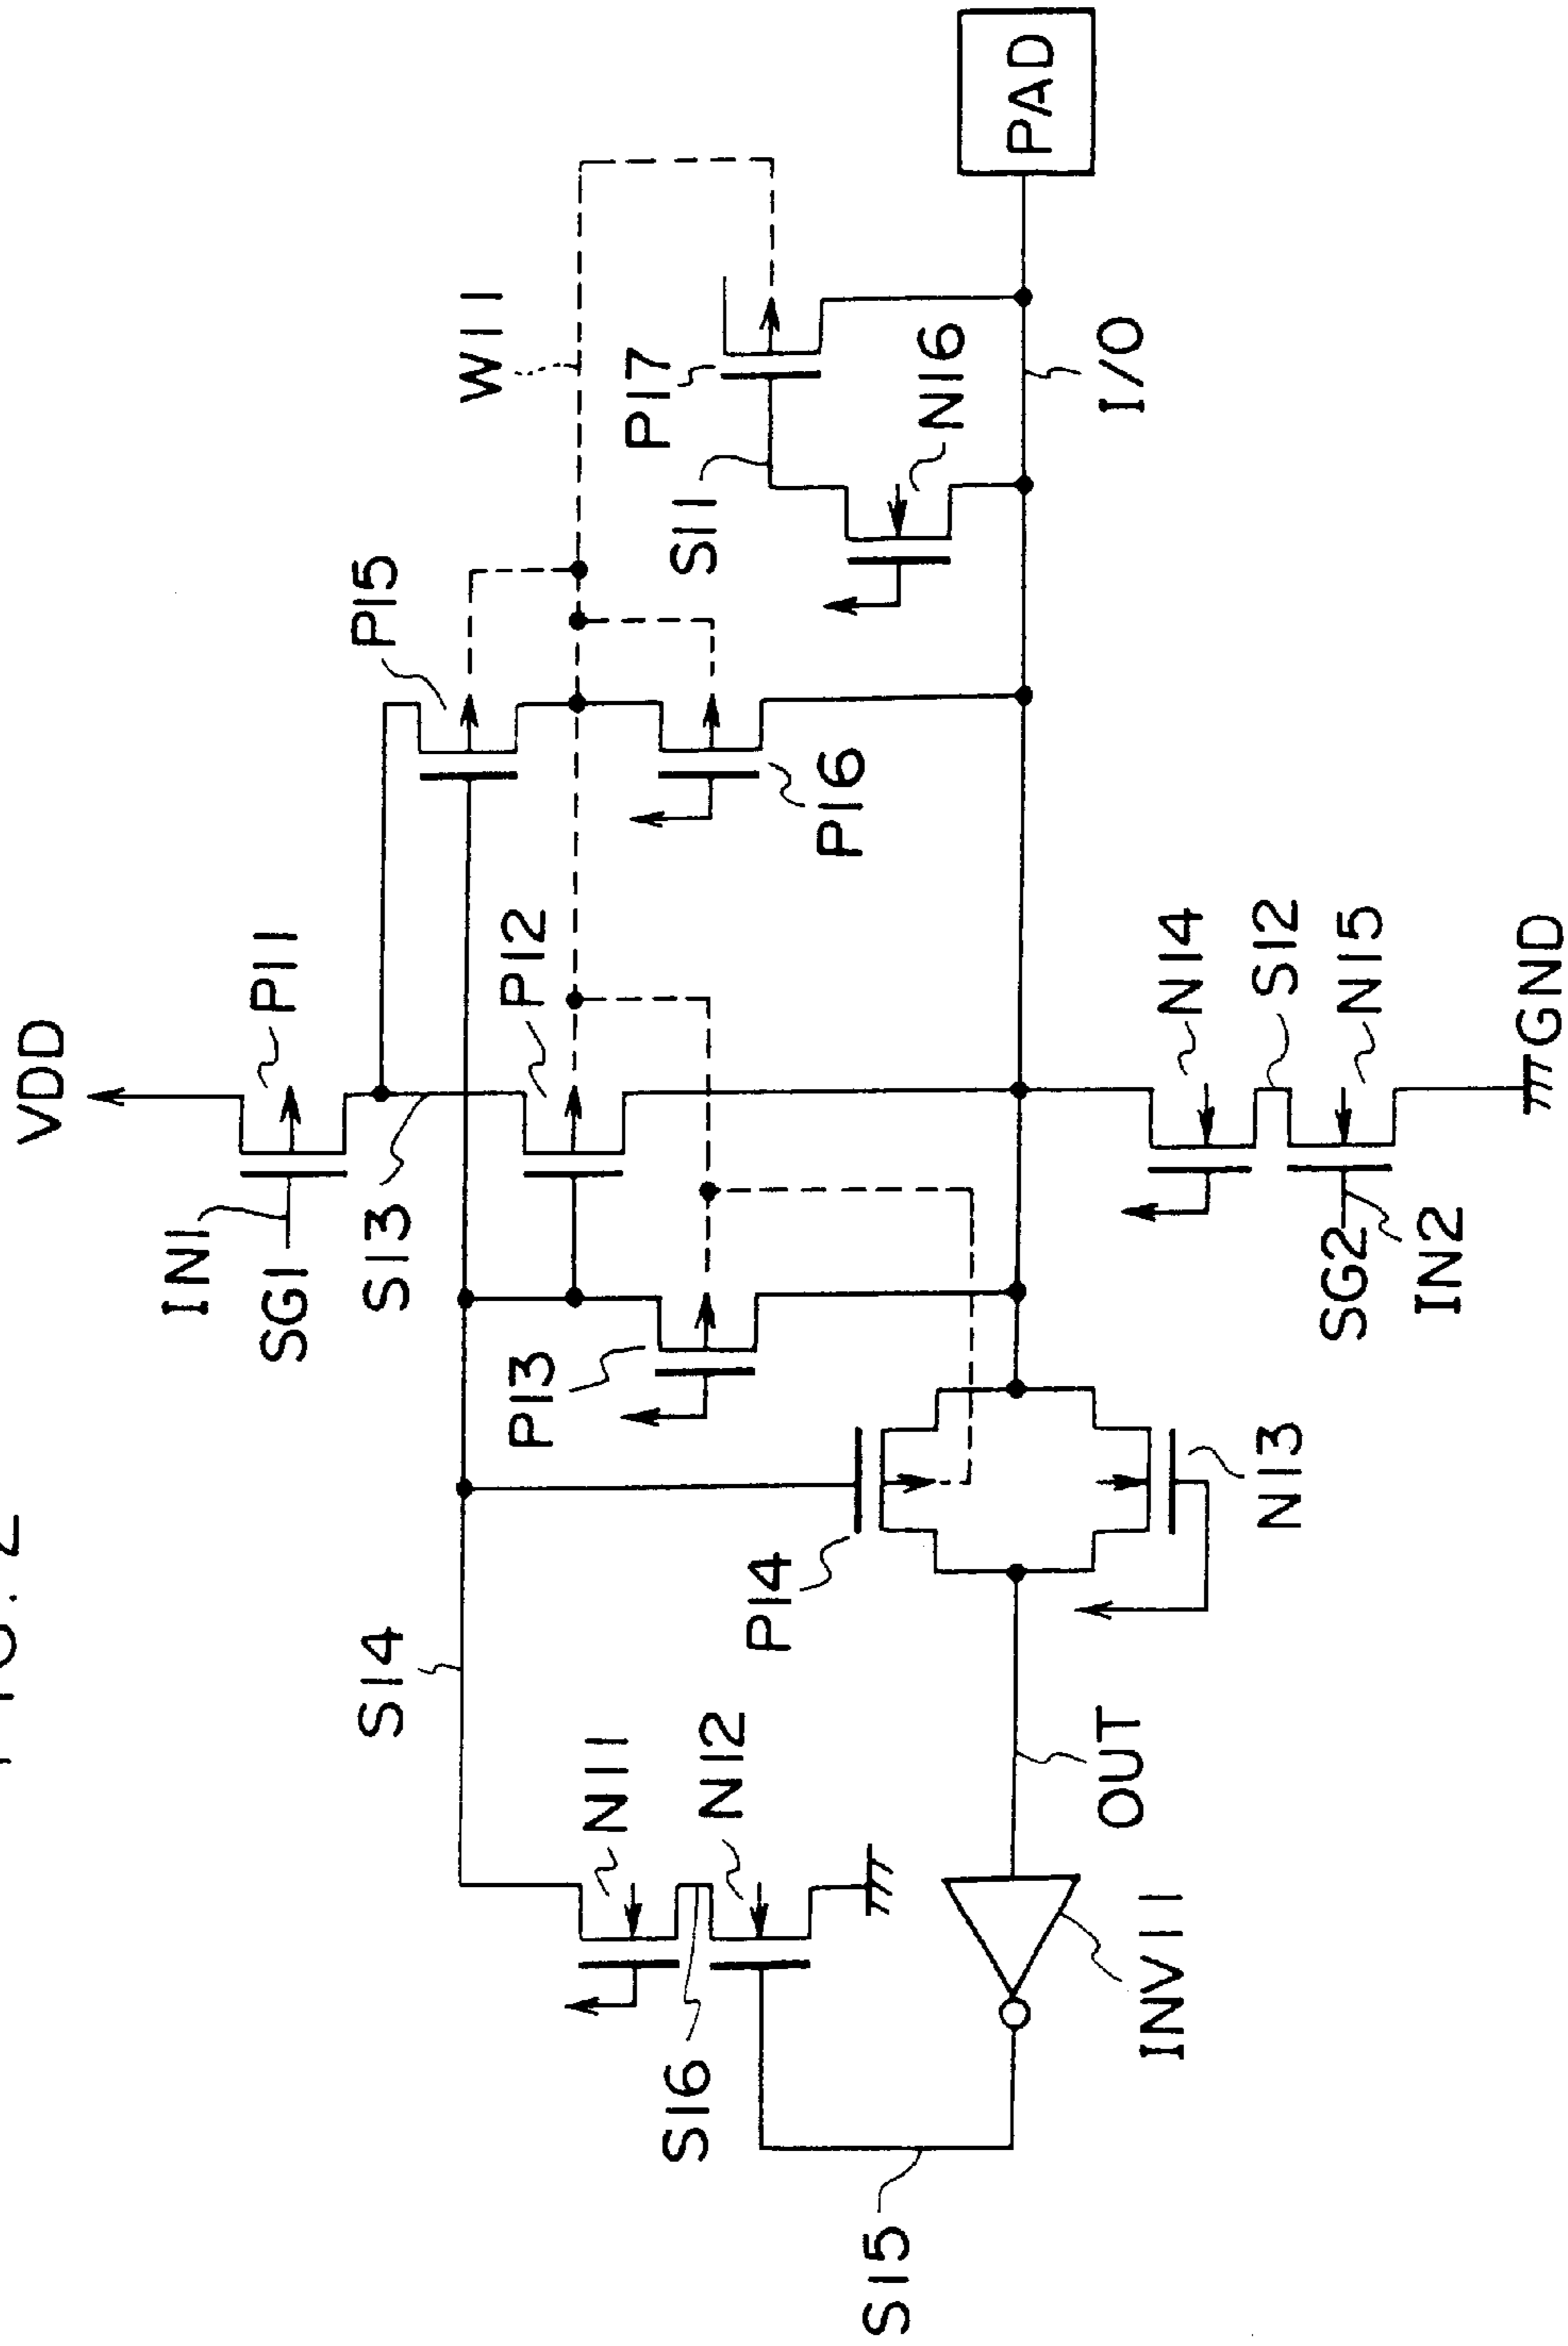 VDD
IN1
SG1
P11
S13
P12
P15
W11
P17
S11
N16
PAD
I/O
P16
S14
P13
P14
N13
N14
S12
N15
SG2
IN2
GND
N11
N12
S16
OUT
INV11
S15